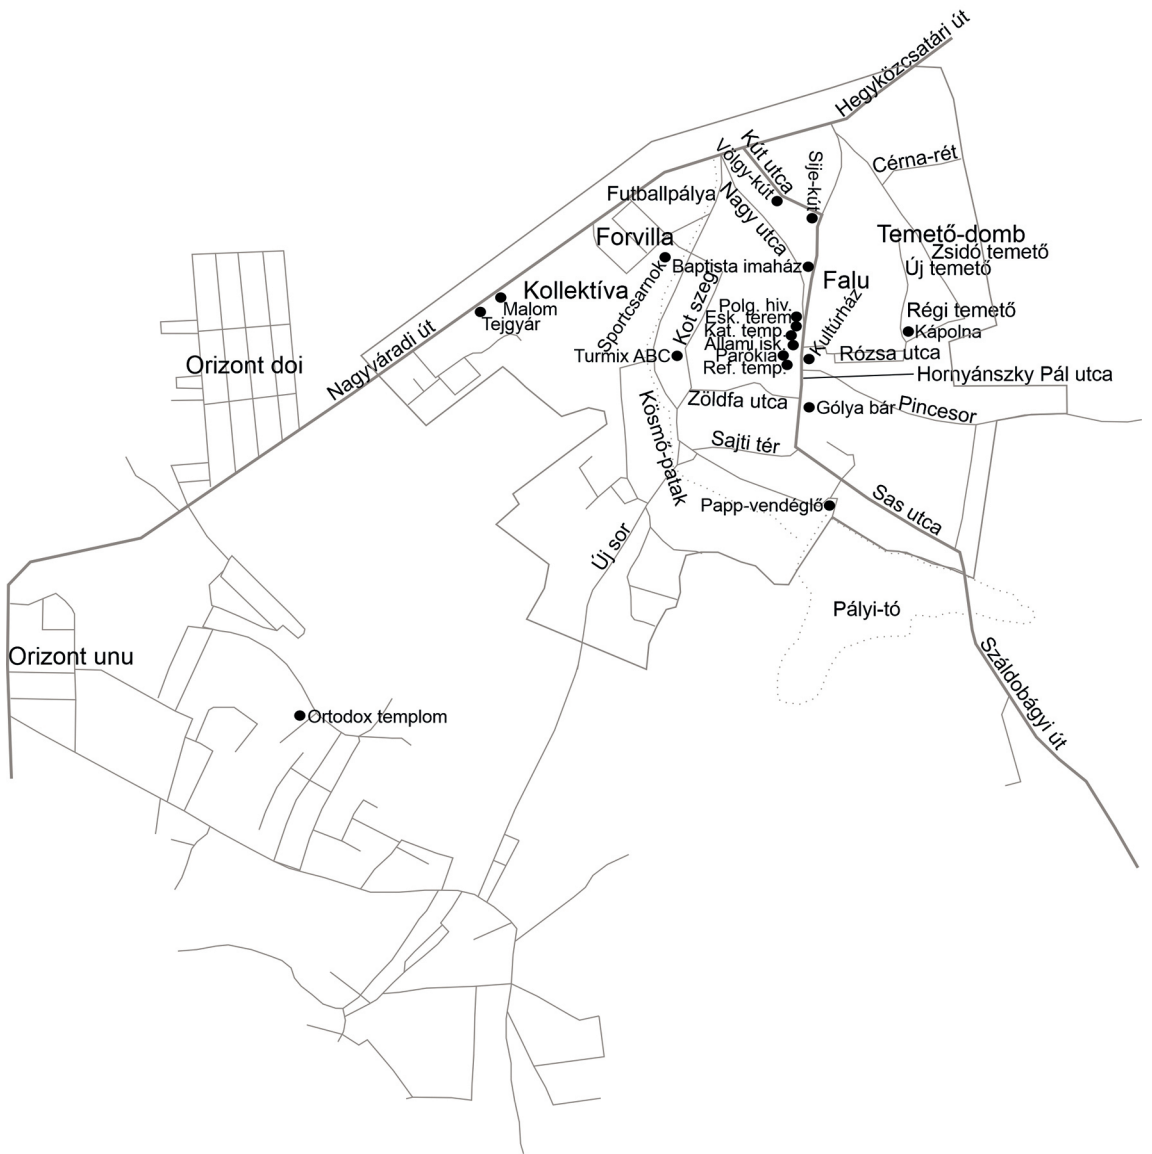 Hegyközcsatári út
Kút utca
Völgy-kút
Sije-kút
Cérna-rét
Futballpálya
Nagy utca
Forvilla
Temető-domb
Zsidó temető
Új temető
Baptista imaház
Falu
Kollektíva
Malom
Tejgyár
Sportcsarnok
Kot szeg
Polg. hiv.
Esk. terem
Kat. temp.
Állami isk.
Parókia
Ref. temp.
Kultúrház
Régi temető
Kápolna
Rózsa utca
Hornyánszky Pál utca
Turmix ABC
Orizont doi
Nagyváradi út
Zöldfa utca
Gólya bár
Pincesor
Kösmő-patak
Sajti tér
Papp-vendéglő
Sas utca
Új sor
Pályi-tó
Orizont unu
Száldobágyi út
Ortodox templom